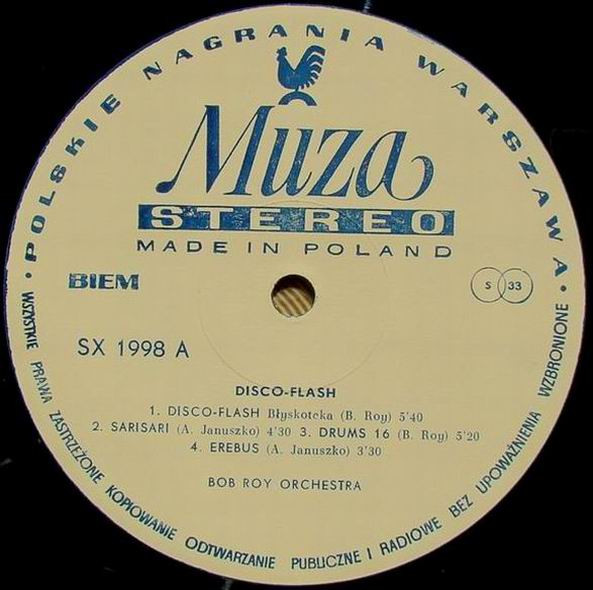 • POLSKIE NAGRANIA WARSZAWA •
Muza
STEREO
MADE IN POLAND
BIEM
S 33
SX 1998 A
DISCO-FLASH
1. DISCO-FLASH Błyskoteka (B. Roy) 5'40
2. SARISARI (A. Januszko) 4'30 3. DRUMS 16 (B. Roy) 5'20
4. EREBUS (A. Januszko) 3'30
BOB ROY ORCHESTRA
WSZYSTKIE PRAWA ZASTRZEŻONE KOPIOWANIE ODTWARZANIE PUBLICZNE I RADIOWE BEZ UPOWAŻNIENIA WZBRONIONE